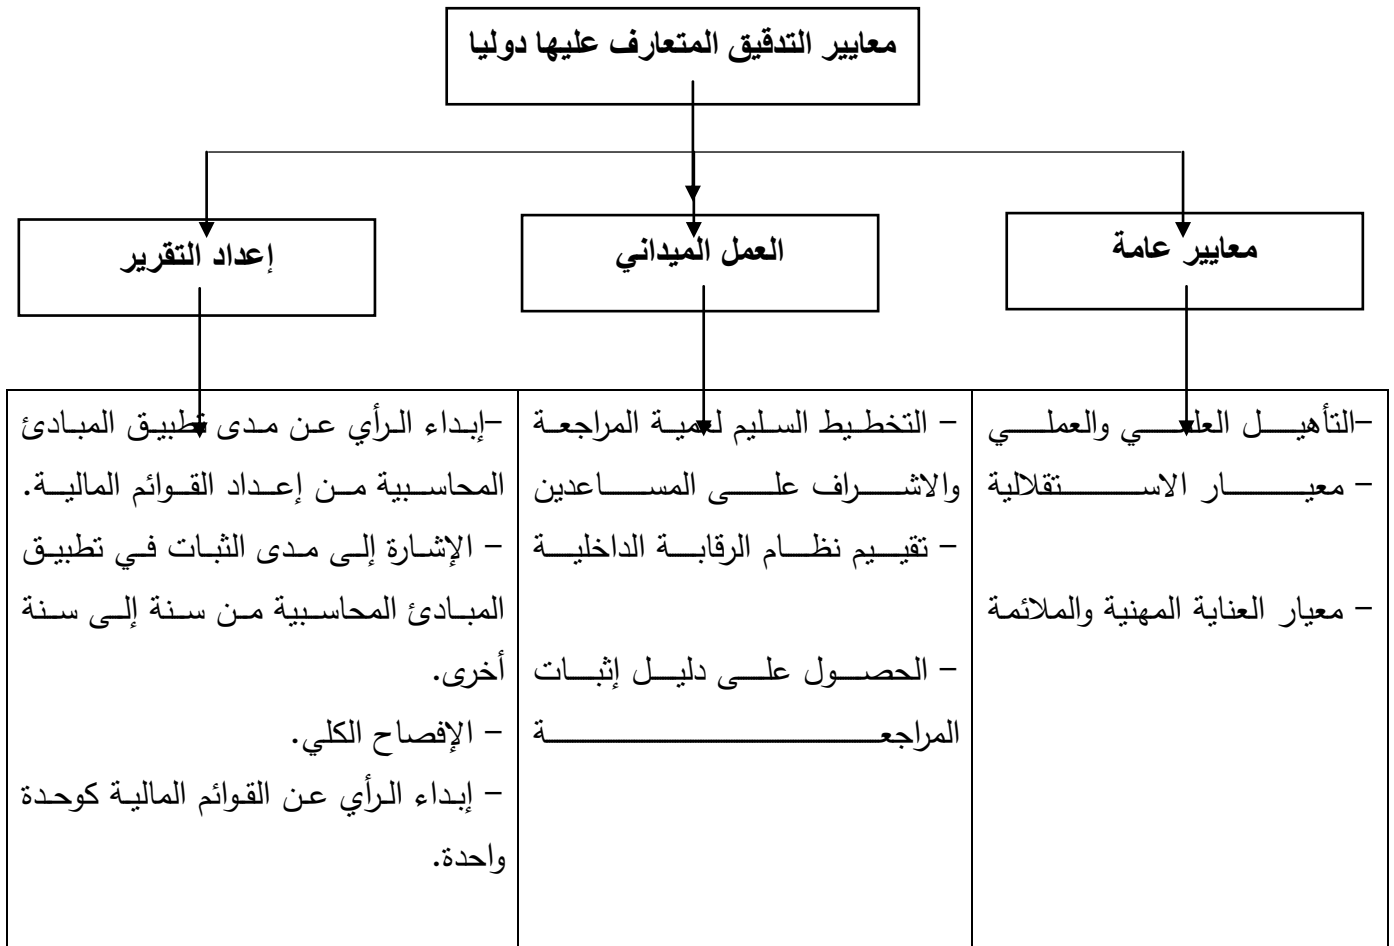 معايير التدقيق المتعارف عليها دوليا
معايير عامة
العمل الميداني
إعداد التقرير
-التأهيل العلمي والعملي
- معيار الاستقلالية
- معيار العناية المهنية والملائمة
- التخطيط السليم لعمية المراجعة
والاشراف على المساعدين
- تقييم نظام الرقابة الداخلية
- الحصول على دليل إثبات
المراجعة
-إبداء الرأي عن مدى تطبيق المبادئ
المحاسبية من إعداد القوائم المالية.
- الإشارة إلى مدى الثبات في تطبيق
المبادئ المحاسبية من سنة إلى سنة
أخرى.
- الإفصاح الكلي.
- إبداء الرأي عن القوائم المالية كوحدة
واحدة.